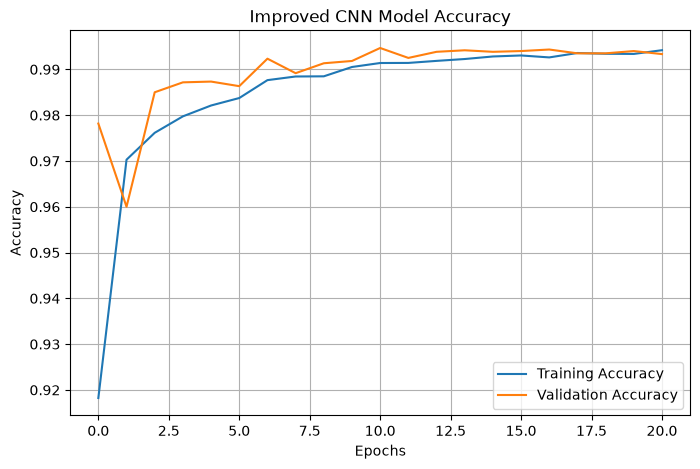 Improved CNN Model Accuracy
Accuracy
0.99
0.98
0.97
0.96
0.95
0.94
0.93
0.92
Training Accuracy
Validation Accuracy
0.0 2.5 5.0 7.5 10.0 12.5 15.0 17.5 20.0
Epochs